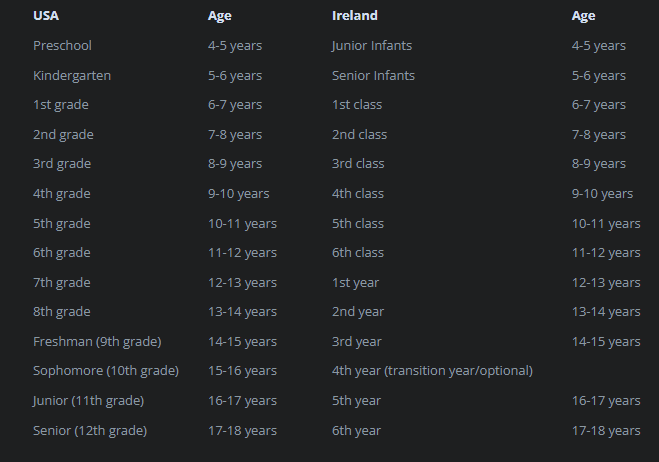 USA Age Ireland Age
Preschool 4-5 years Junior Infants 4-5 years
Kindergarten 5-6 years Senior Infants 5-6 years
1st grade 6-7 years 1st class 6-7 years
2nd grade 7-8 years 2nd class 7-8 years
3rd grade 8-9 years 3rd class 8-9 years
4th grade 9-10 years 4th class 9-10 years
5th grade 10-11 years 5th class 10-11 years
6th grade 11-12 years 6th class 11-12 years
7th grade 12-13 years 1st year 12-13 years
8th grade 13-14 years 2nd year 13-14 years
Freshman (9th grade) 14-15 years 3rd year 14-15 years
Sophomore (10th grade) 15-16 years 4th year (transition year/optional)
Junior (11th grade) 16-17 years 5th year 16-17 years
Senior (12th grade) 17-18 years 6th year 17-18 years